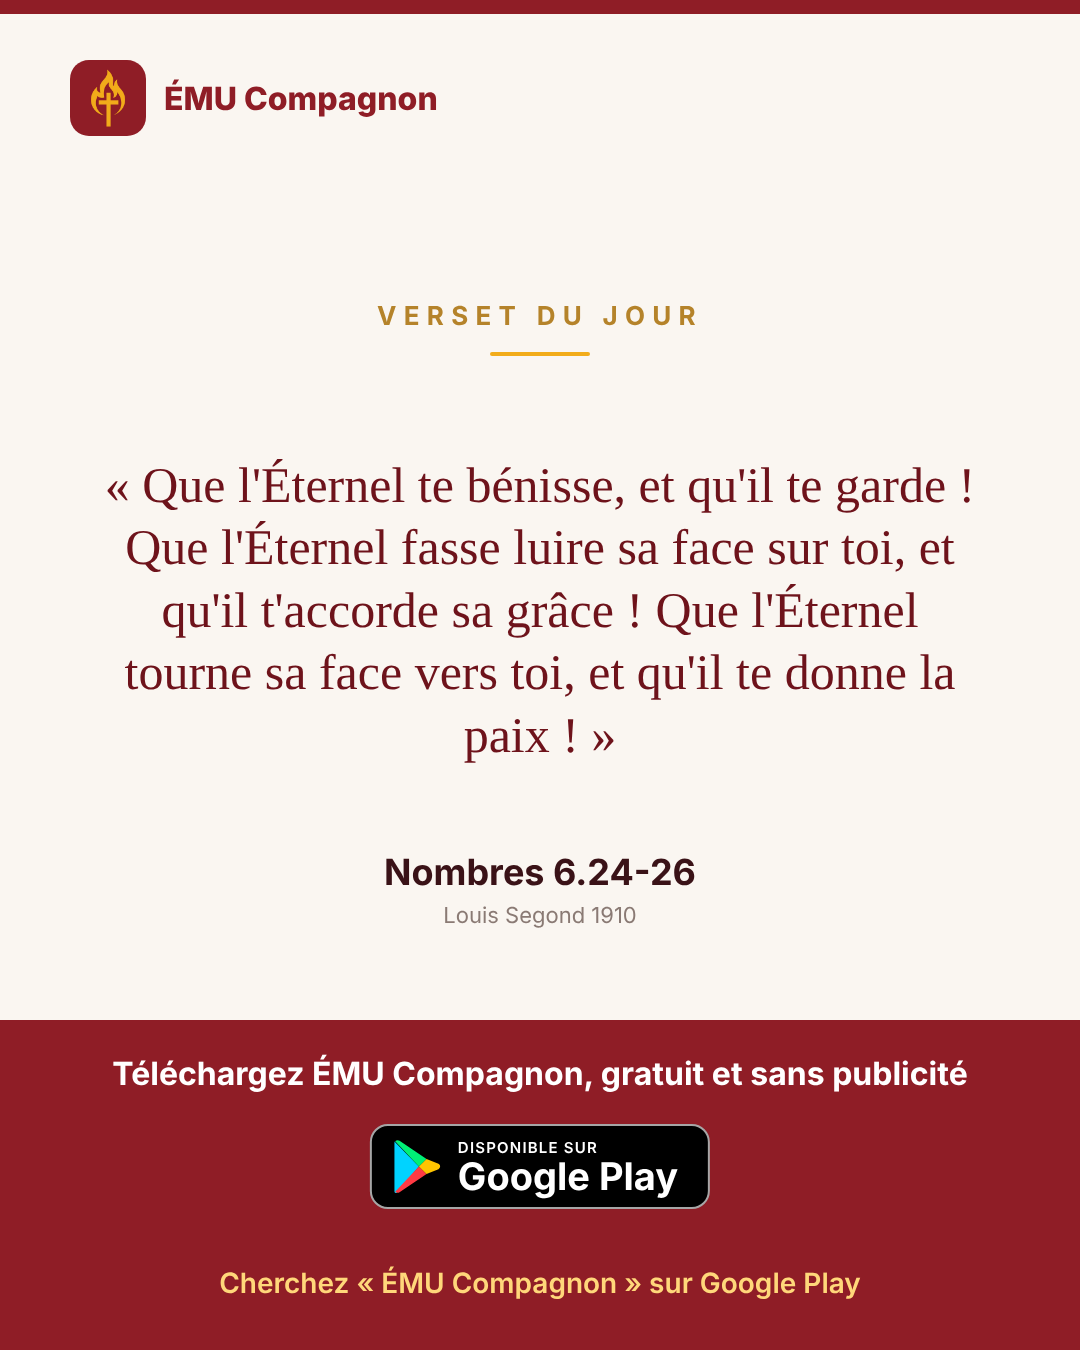 ÉMU Compagnon
VERSET DU JOUR
« Que l'Éternel te bénisse, et qu'il te garde !
Que l'Éternel fasse luire sa face sur toi, et
qu'il t'accorde sa grâce ! Que l'Éternel
tourne sa face vers toi, et qu'il te donne la
paix ! »
Nombres 6.24-26
Louis Segond 1910
Téléchargez ÉMU Compagnon, gratuit et sans publicité
DISPONIBLE SUR
Google Play
Cherchez « ÉMU Compagnon » sur Google Play